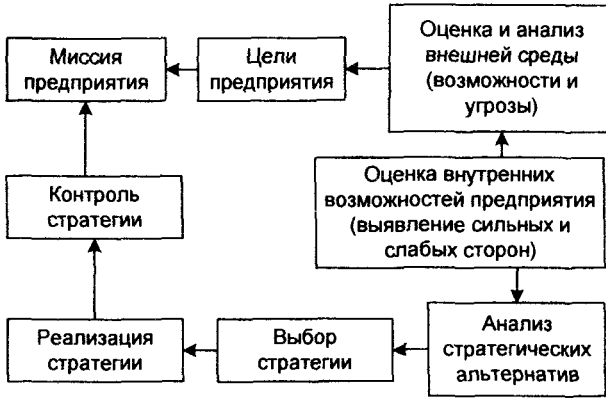 Миссия
предприятия
Цели
предприятия
Оценка и анализ
внешней среды
(возможности и
угрозы)
Оценка внутренних
возможностей предприятия
(выявление сильных и
слабых сторон)
Контроль
стратегии
Реализация
стратегии
Выбор
стратегии
Анализ
стратегических
альтернатив